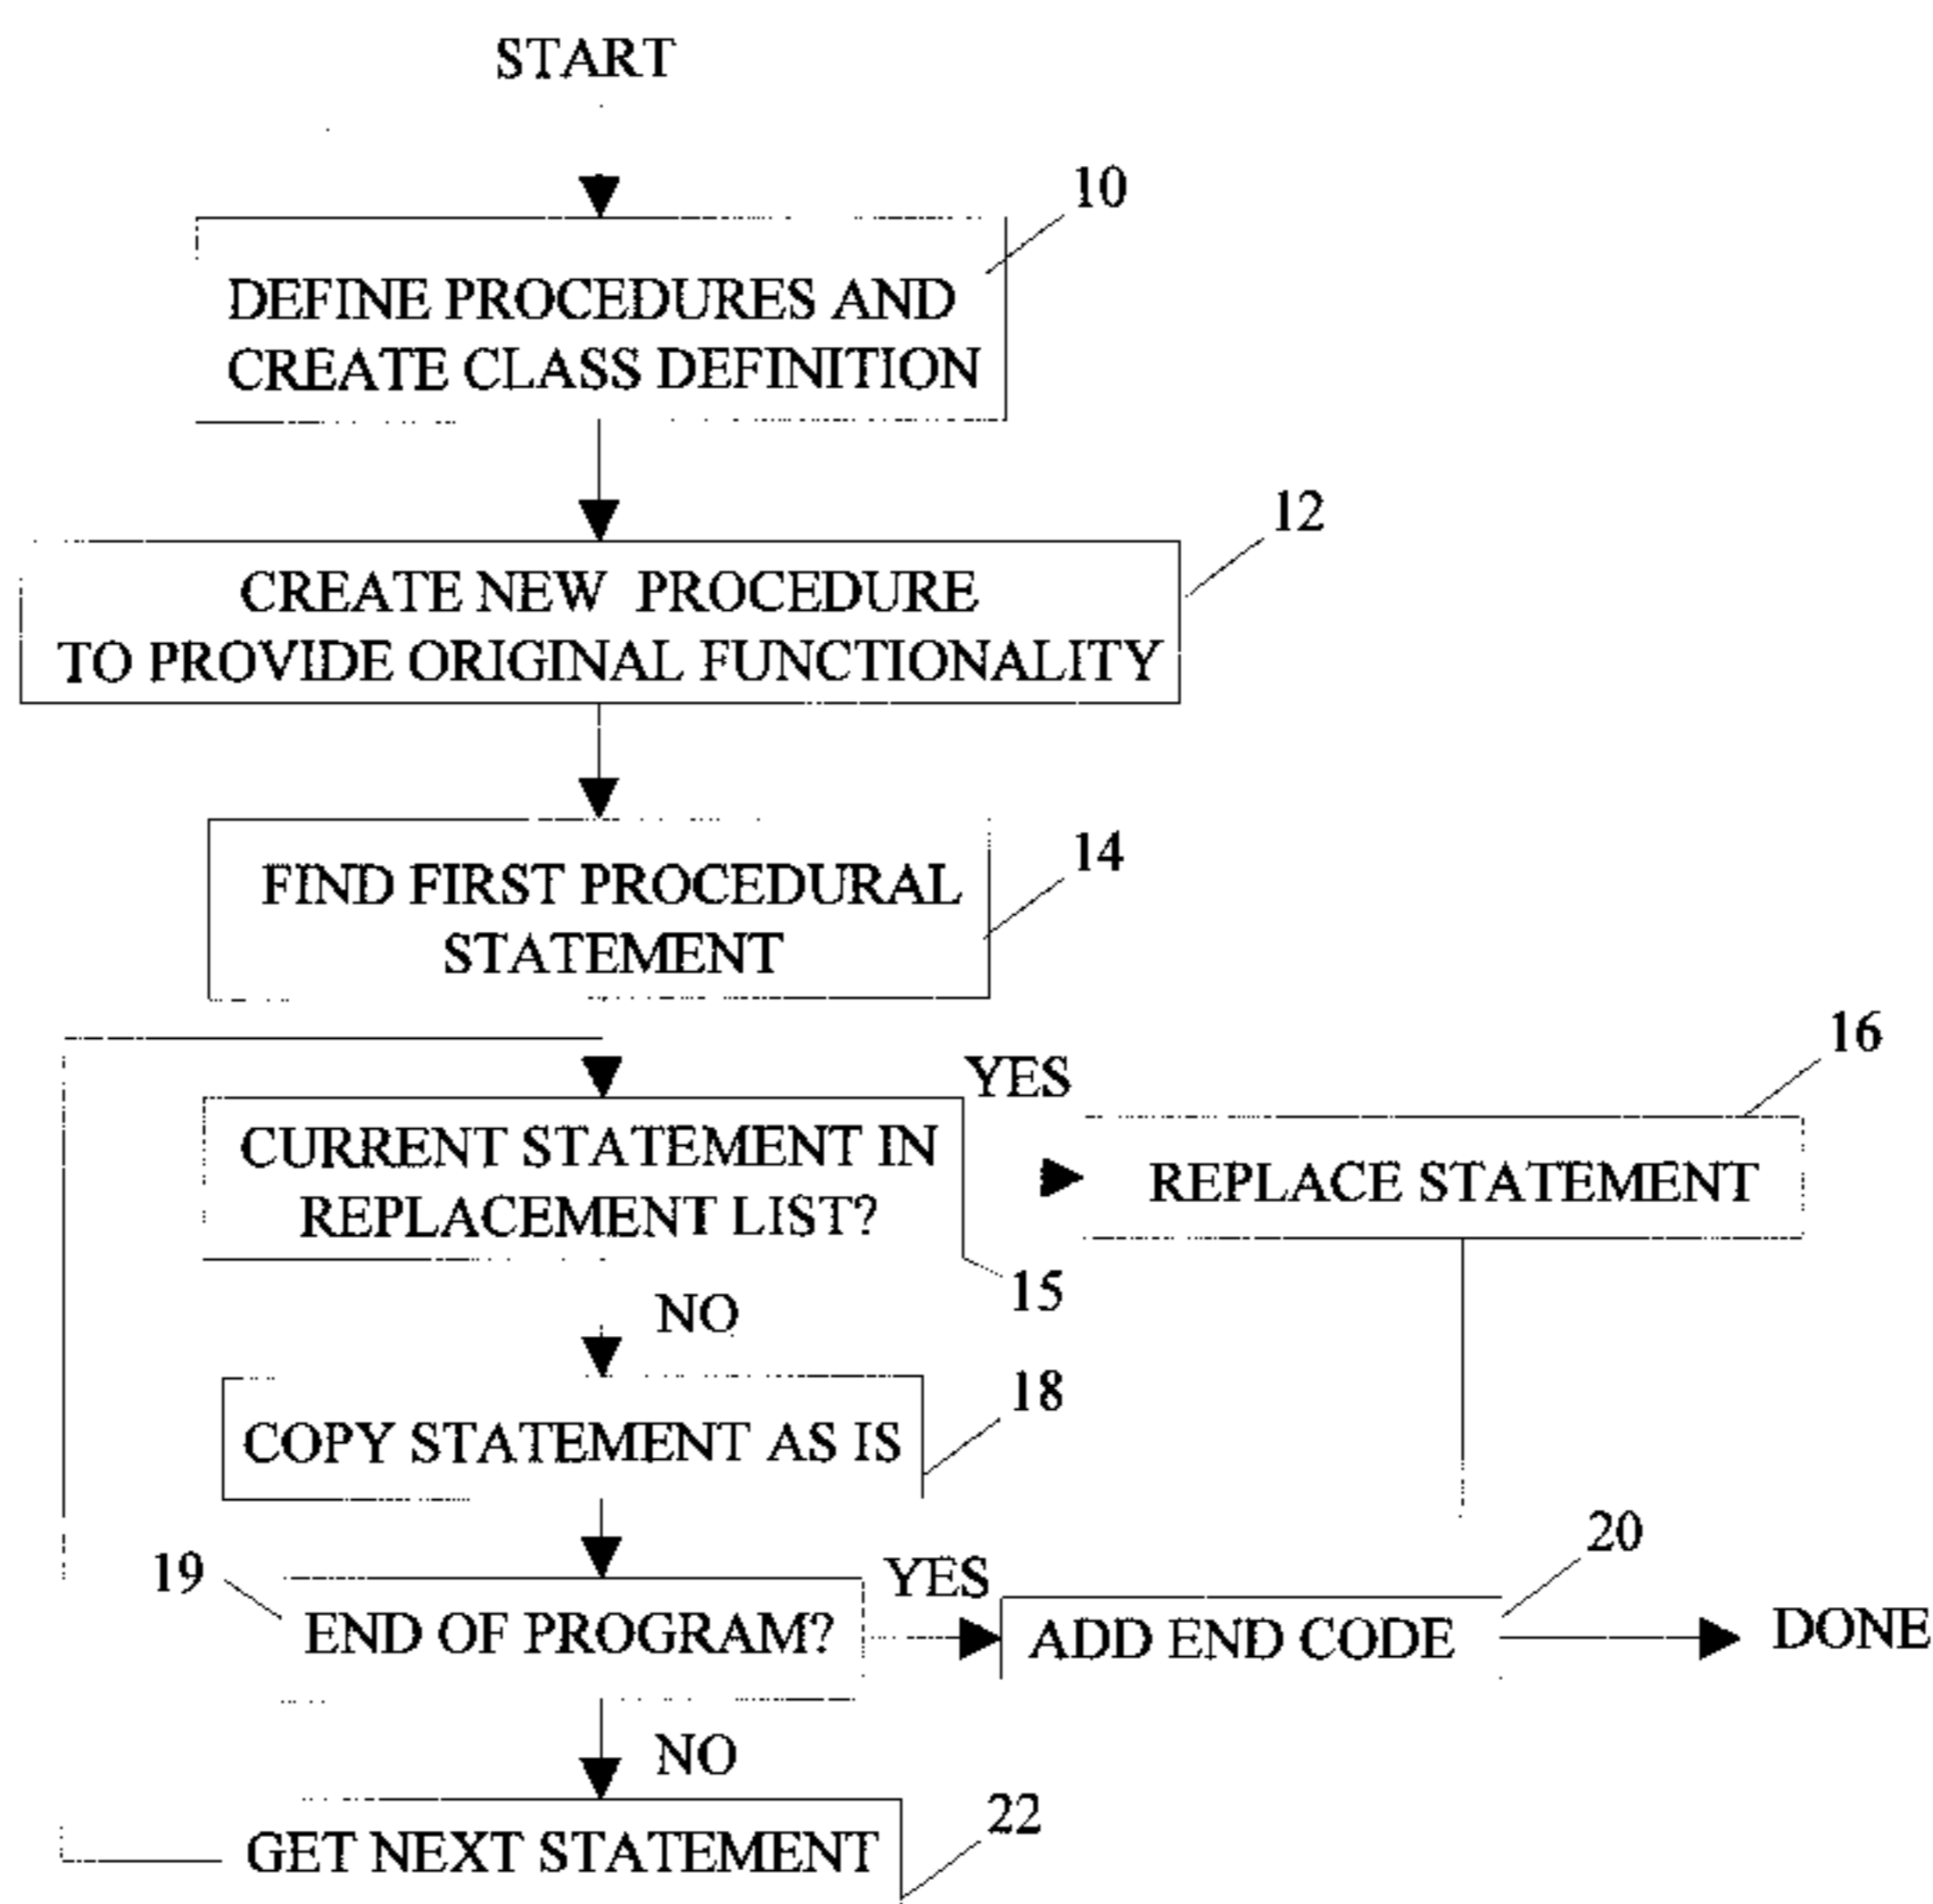 START
10
DEFINE PROCEDURES AND
CREATE CLASS DEFINITION
12
CREATE NEW PROCEDURE
TO PROVIDE ORIGINAL FUNCTIONALITY
14
FIND FIRST PROCEDURAL
STATEMENT
16
YES
CURRENT STATEMENT IN
REPLACEMENT LIST?
REPLACE STATEMENT
15
NO
18
COPY STATEMENT AS IS
20
19
YES
END OF PROGRAM?
ADD END CODE
DONE
NO
22
GET NEXT STATEMENT